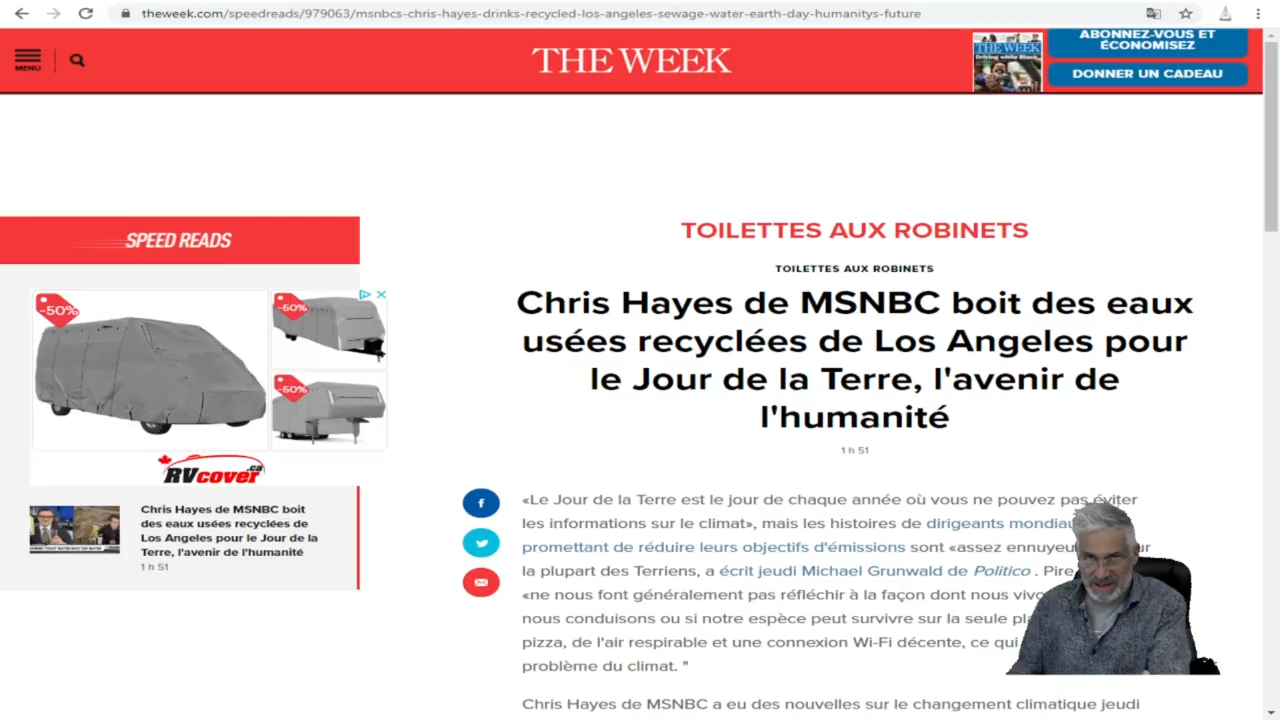 theweek.com/speedreads/979063/msnbcs-chris-hayes-drinks-recycled-los-angeles-sewage-water-earth-day-humanitys-future
MENU
THE WEEK
THE WEEK
ABONNEZ-VOUS ET
ÉCONOMISEZ
DONNER UN CADEAU
SPEED READS
-50%
-50%
-50%
RVcover.ca
Chris Hayes de MSNBC boit
des eaux usées recyclées de
Los Angeles pour le Jour de la
Terre, l'avenir de l'humanité
1 h 51
TOILETTES AUX ROBINETS
TOILETTES AUX ROBINETS
Chris Hayes de MSNBC boit des eaux
usées recyclées de Los Angeles pour
le Jour de la Terre, l'avenir de
l'humanité
1 h 51
«Le Jour de la Terre est le jour de chaque année où vous ne pouvez pas éviter
les informations sur le climat», mais les histoires de dirigeants
promettant de réduire leurs objectifs d'émissions sont «assez
la plupart des Terriens, a écrit jeudi Michael Grunwald de Politico . Pire
«ne nous font généralement pas réfléchir à la façon dont nous
nous conduisons ou si notre espèce peut survivre sur la seule
pizza, de l'air respirable et une connexion Wi-Fi décente, ce qui
problème du climat. "
Chris Hayes de MSNBC a eu des nouvelles sur le changement climatique jeudi